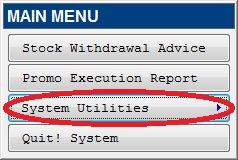 MAIN MENU
Stock Withdrawal Advice
Promo Execution Report
System Utilities
Quit! System